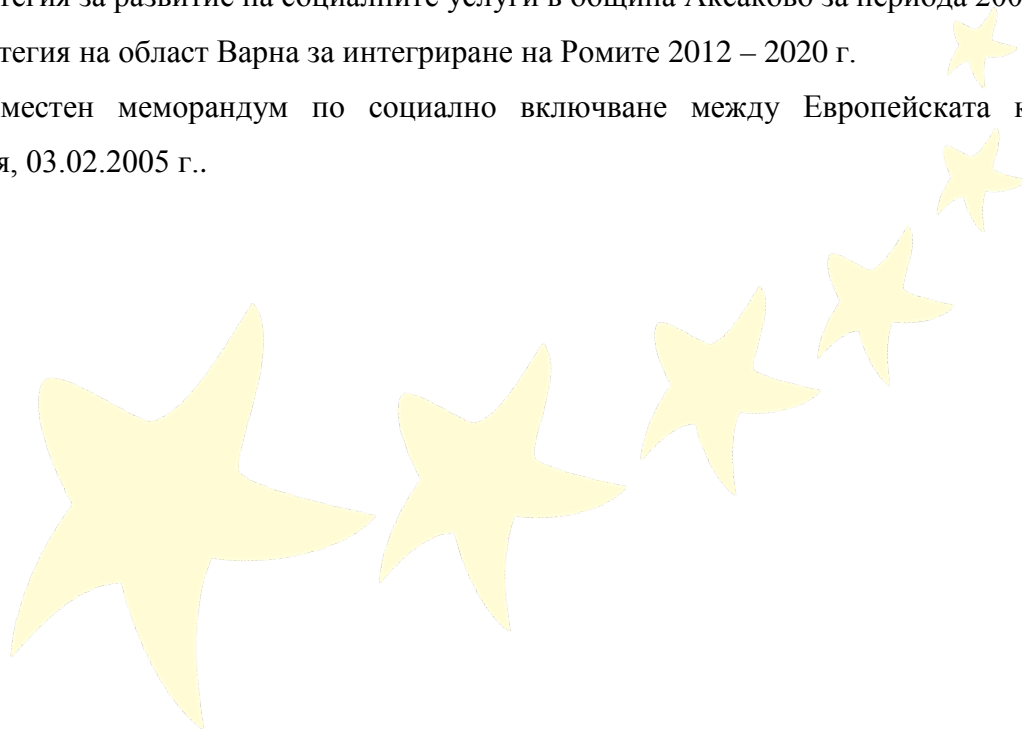 тегия за развитие на социалните услуги в община Аксаково за периода 200
тегия на област Варна за интегриране на Ромите 2012 – 2020 г.
местен меморандум по социално включване между Европейската к
я, 03.02.2005 г..